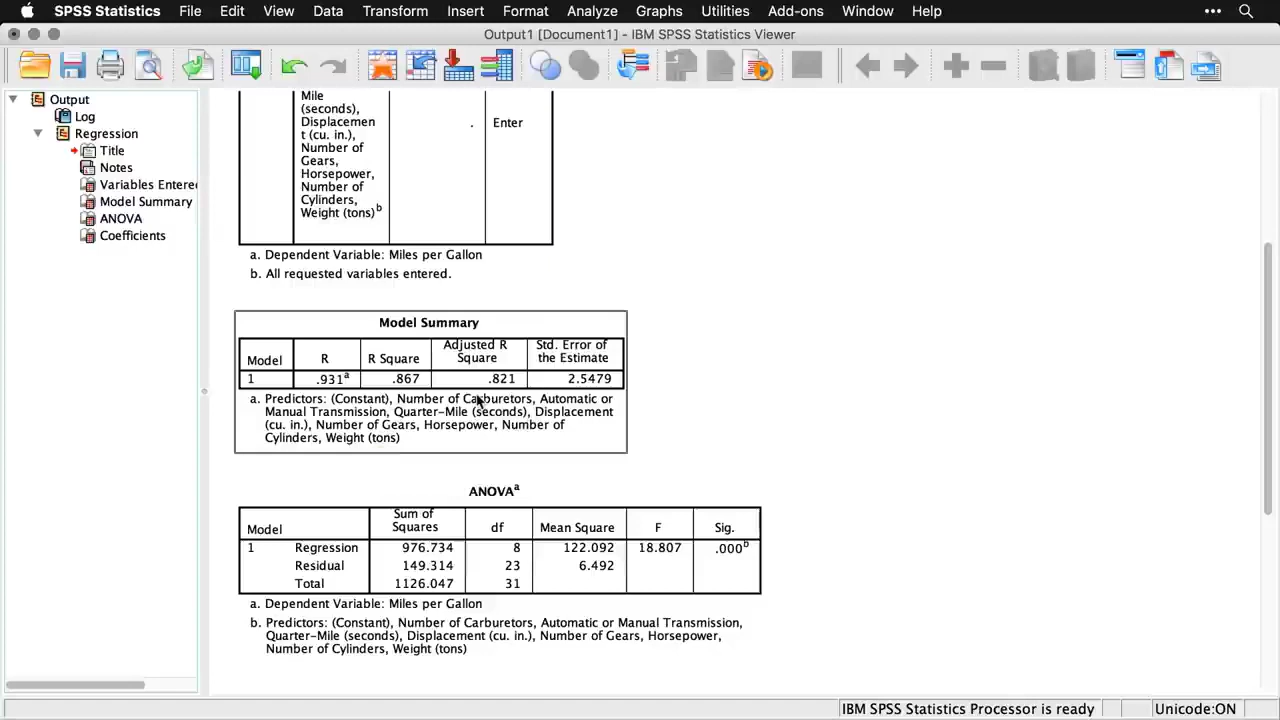 SPSS Statistics File Edit View Data Transform Insert Format Analyze Graphs Utilities Add-ons Window Help
Output1 [Document1] - IBM SPSS Statistics Viewer
Output
Log
Regression
Title
Notes
Variables Entere
Model Summary
ANOVA
Coefficients
Mile
(seconds),
Displacemen
t (cu. in.),
Number of
Gears,
Horsepower,
Number of
Cylinders,
Weight (tons)b
. Enter
a. Dependent Variable: Miles per Gallon
b. All requested variables entered.
Model Summary
Model R R Square Adjusted R Square Std. Error of the Estimate
1 .931a .867 .821 2.5479
a. Predictors: (Constant), Number of Carburetors, Automatic or
Manual Transmission, Quarter-Mile (seconds), Displacement
(cu. in.), Number of Gears, Horsepower, Number of
Cylinders, Weight (tons)
ANOVAa
Model Sum of Squares df Mean Square F Sig.
1 Regression 976.734 8 122.092 18.807 .000b
Residual 149.314 23 6.492
Total 1126.047 31
a. Dependent Variable: Miles per Gallon
b. Predictors: (Constant), Number of Carburetors, Automatic or Manual Transmission,
Quarter-Mile (seconds), Displacement (cu. in.), Number of Gears, Horsepower,
Number of Cylinders, Weight (tons)
IBM SPSS Statistics Processor is ready Unicode:ON